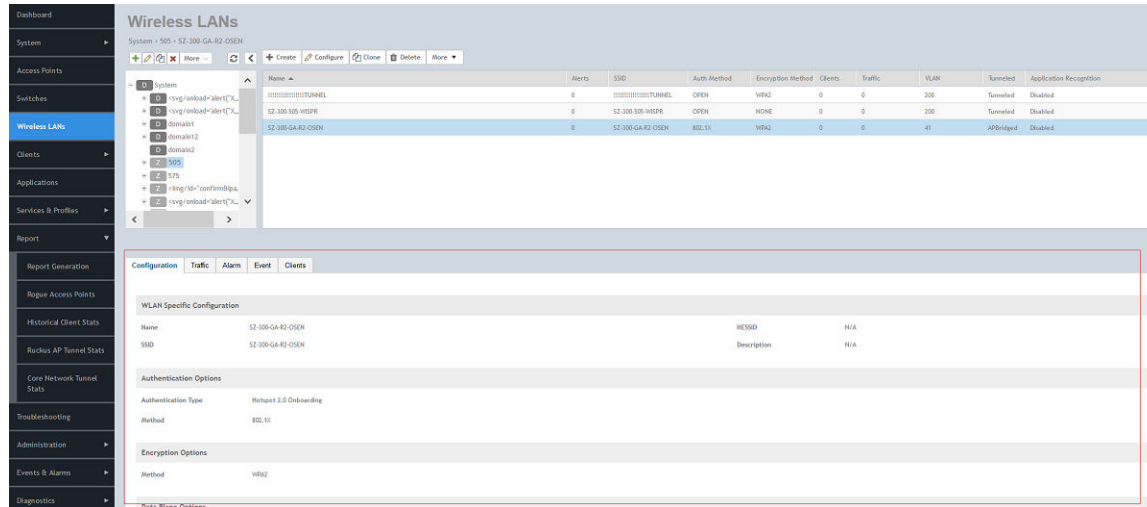 Dashboard
System
Access Points
Switches
Wireless LANs
Clients
Applications
Services & Profiles
Report
Report Generation
Rogue Access Points
Historical Client Stats
Ruckus AP Tunnel Stats
Core Network Tunnel
Stats
Troubleshooting
Administration
Events & Alarms
Diagnostics
Wireless LANs
System > 505 > SZ-300-GA-R2-OSEN
More
Create Configure Clone Delete More
D System
D <svg/onload='alert("X...
D <svg/onload='alert("X...
D domain1
D domain12
D domain2
Z 505
Z 575
Z <img/id="confirm&lpa.
Z <svg/onload='alert("X...
Name Alerts SSID Auth Method Encryption Method Clients Traffic VLAN Tunneled Application Recognition
TUNNEL 0 TUNNEL OPEN WPA2 0 0 200 Tunneled Disabled
SZ-300-505-WISPR 0 SZ-300-505-WISPR OPEN NONE 0 0 200 Tunneled Disabled
SZ-300-GA-R2-OSEN 0 SZ-300-GA-R2-OSEN 802.1X WPA2 0 0 41 APBridged Disabled
Configuration Traffic Alarm Event Clients
WLAN Specific Configuration
Name SZ-300-GA-R2-OSEN HESSID N/A
SSID SZ-300-GA-R2-OSEN Description N/A
Authentication Options
Authentication Type Hotspot 2.0 Onboarding
Method 802.1X
Encryption Options
Method WPA2
Data Plane Options